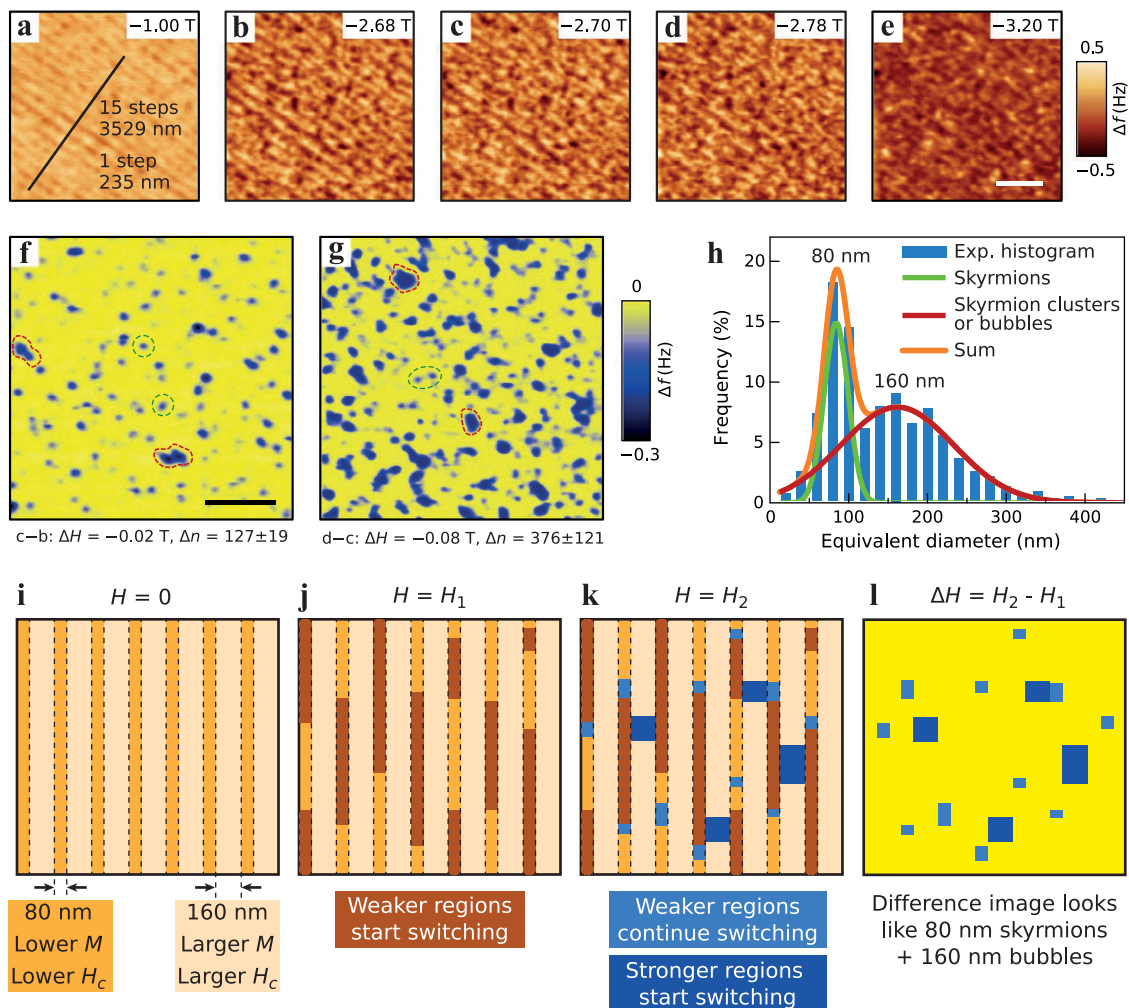 a
−1.00 T
15 steps
3529 nm
1 step
235 nm
b
−2.68 T
c
−2.70 T
d
−2.78 T
e
−3.20 T
0.5
Δf (Hz)
−0.5
f
c−b: ΔH = −0.02 T, Δn = 127±19
g
d−c: ΔH = −0.08 T, Δn = 376±121
0
Δf (Hz)
−0.3
h
80 nm
160 nm
Exp. histogram
Skyrmions
Skyrmion clusters
or bubbles
Sum
Frequency (%)
20
15
10
5
0
0 100 200 300 400
Equivalent diameter (nm)
i
H = 0
80 nm
Lower M
Lower Hc
160 nm
Larger M
Larger Hc
j
H = H1
Weaker regions
start switching
k
H = H2
Weaker regions
continue switching
Stronger regions
start switching
l
ΔH = H2 - H1
Difference image looks
like 80 nm skyrmions
+ 160 nm bubbles